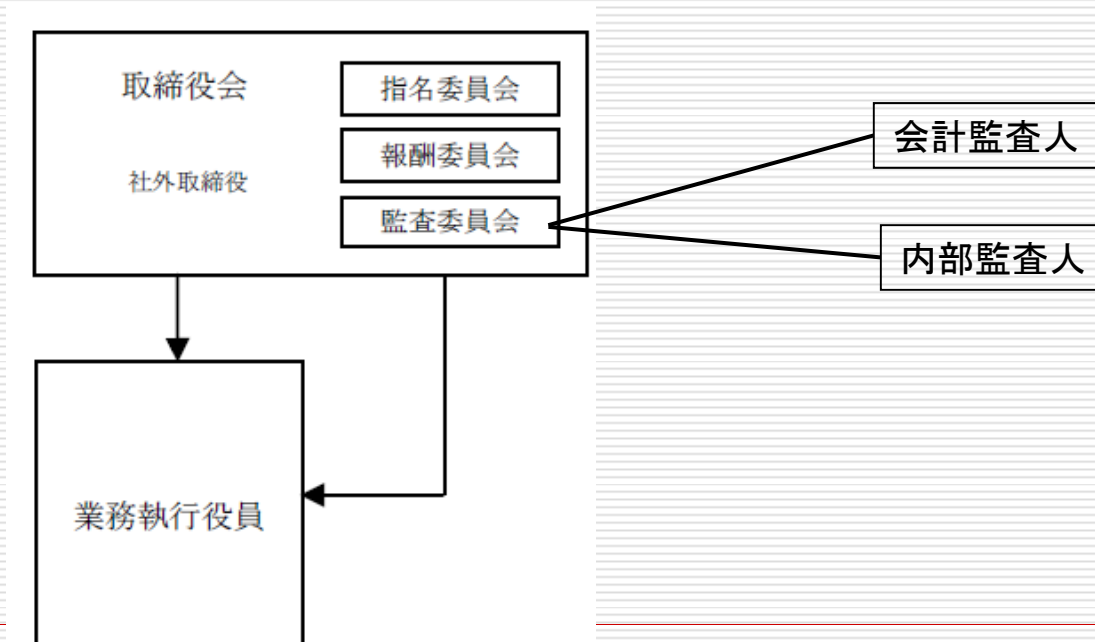 取締役会
社外取締役
指名委員会
報酬委員会
監査委員会
会計監査人
内部監査人
業務執行役員